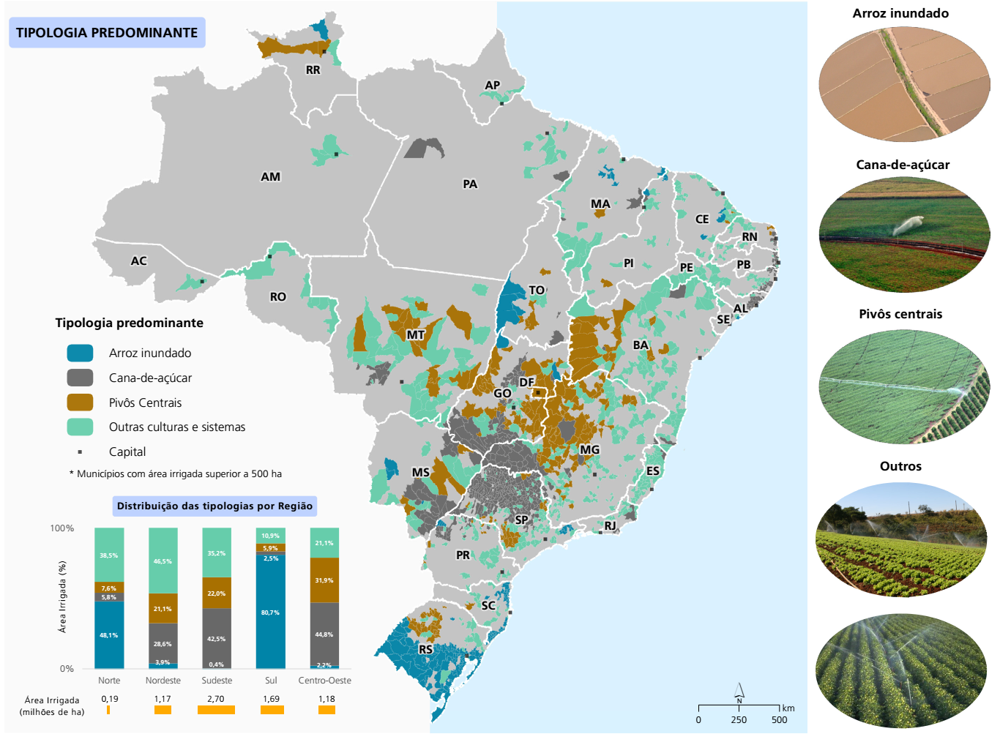 TIPOLOGIA PREDOMINANTE
RR
AP
AM
PA
MA
CE
RN
PB
PE
PI
AC
RO
TO
AL
SE
BA
MT
DF
GO
MG
ES
MS
SP
RJ
PR
SC
RS
Tipologia predominante
Arroz inundado
Cana-de-açúcar
Pivôs Centrais
Outras culturas e sistemas
Capital
* Municípios com área irrigada superior a 500 ha
Distribuição das tipologias por Região
100%
0%
Área Irrigada (%)
38,5%
7,6%
5,8%
48,1%
46,5%
21,1%
28,6%
3,9%
35,2%
22,0%
42,5%
0,4%
10,9%
5,9%
2,5%
80,7%
21,1%
31,9%
44,8%
2,2%
Norte
Nordeste
Sudeste
Sul
Centro-Oeste
Área Irrigada
(milhões de ha)
0,19
1,17
2,70
1,69
1,18
N
km
0
250
500
Arroz inundado
Cana-de-açúcar
Pivôs centrais
Outros